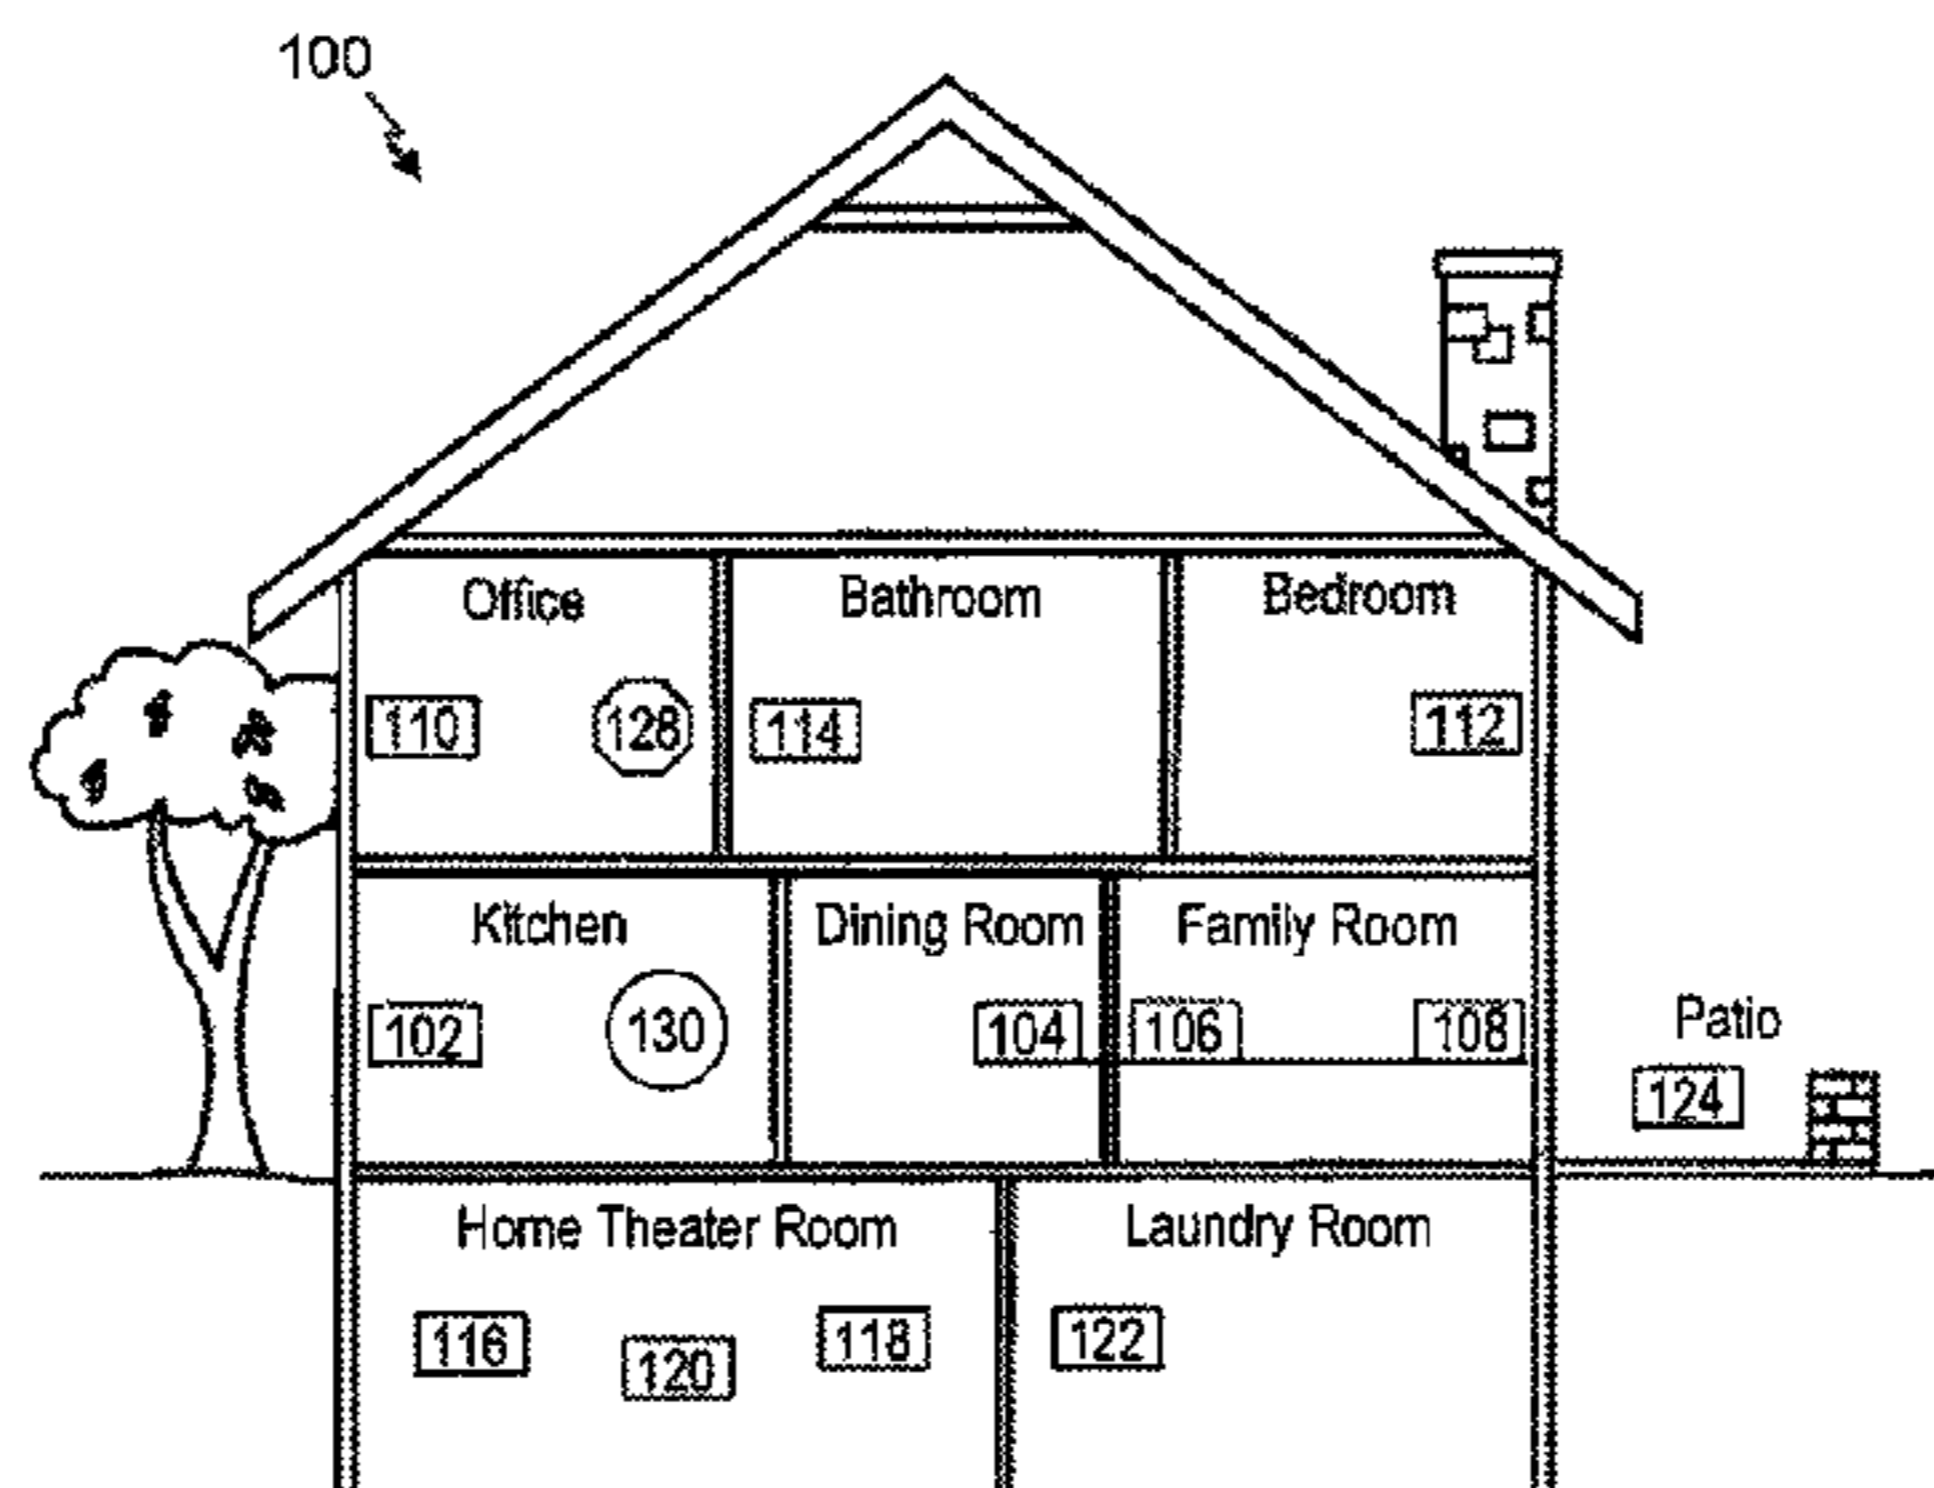 100
Office
Bathroom
Bedroom
110
128
114
112
Kitchen
Dining Room
Family Room
102
130
104
106
108
Patio
124
Home Theater Room
Laundry Room
116
120
118
122